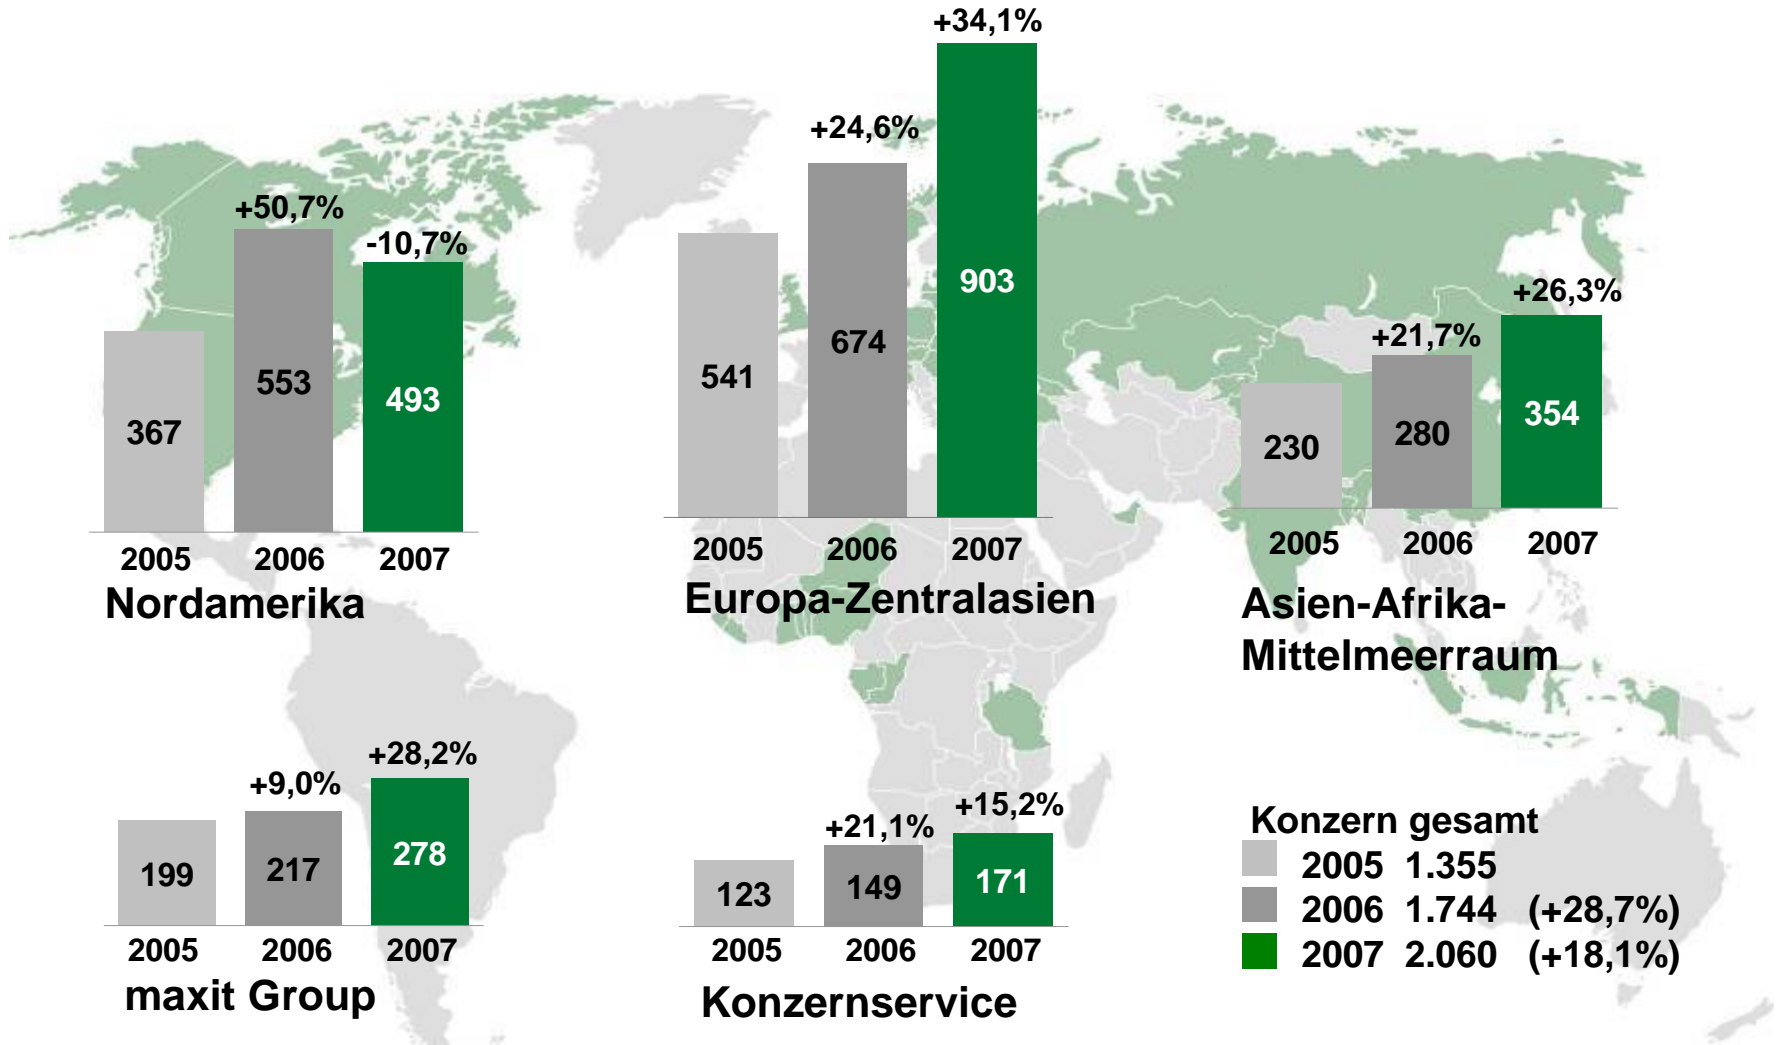 +50,7%
-10,7%
367
553
493
2005 2006 2007
Nordamerika
+34,1%
+24,6%
541
674
903
2005 2006 2007
Europa-Zentralasien
+26,3%
+21,7%
230
280
354
2005 2006 2007
Asien-Afrika-
Mittelmeerraum
+28,2%
+9,0%
199
217
278
2005 2006 2007
maxit Group
+15,2%
+21,1%
123
149
171
2005 2006 2007
Konzernservice
Konzern gesamt
2005 1.355
2006 1.744 (+28,7%)
2007 2.060 (+18,1%)